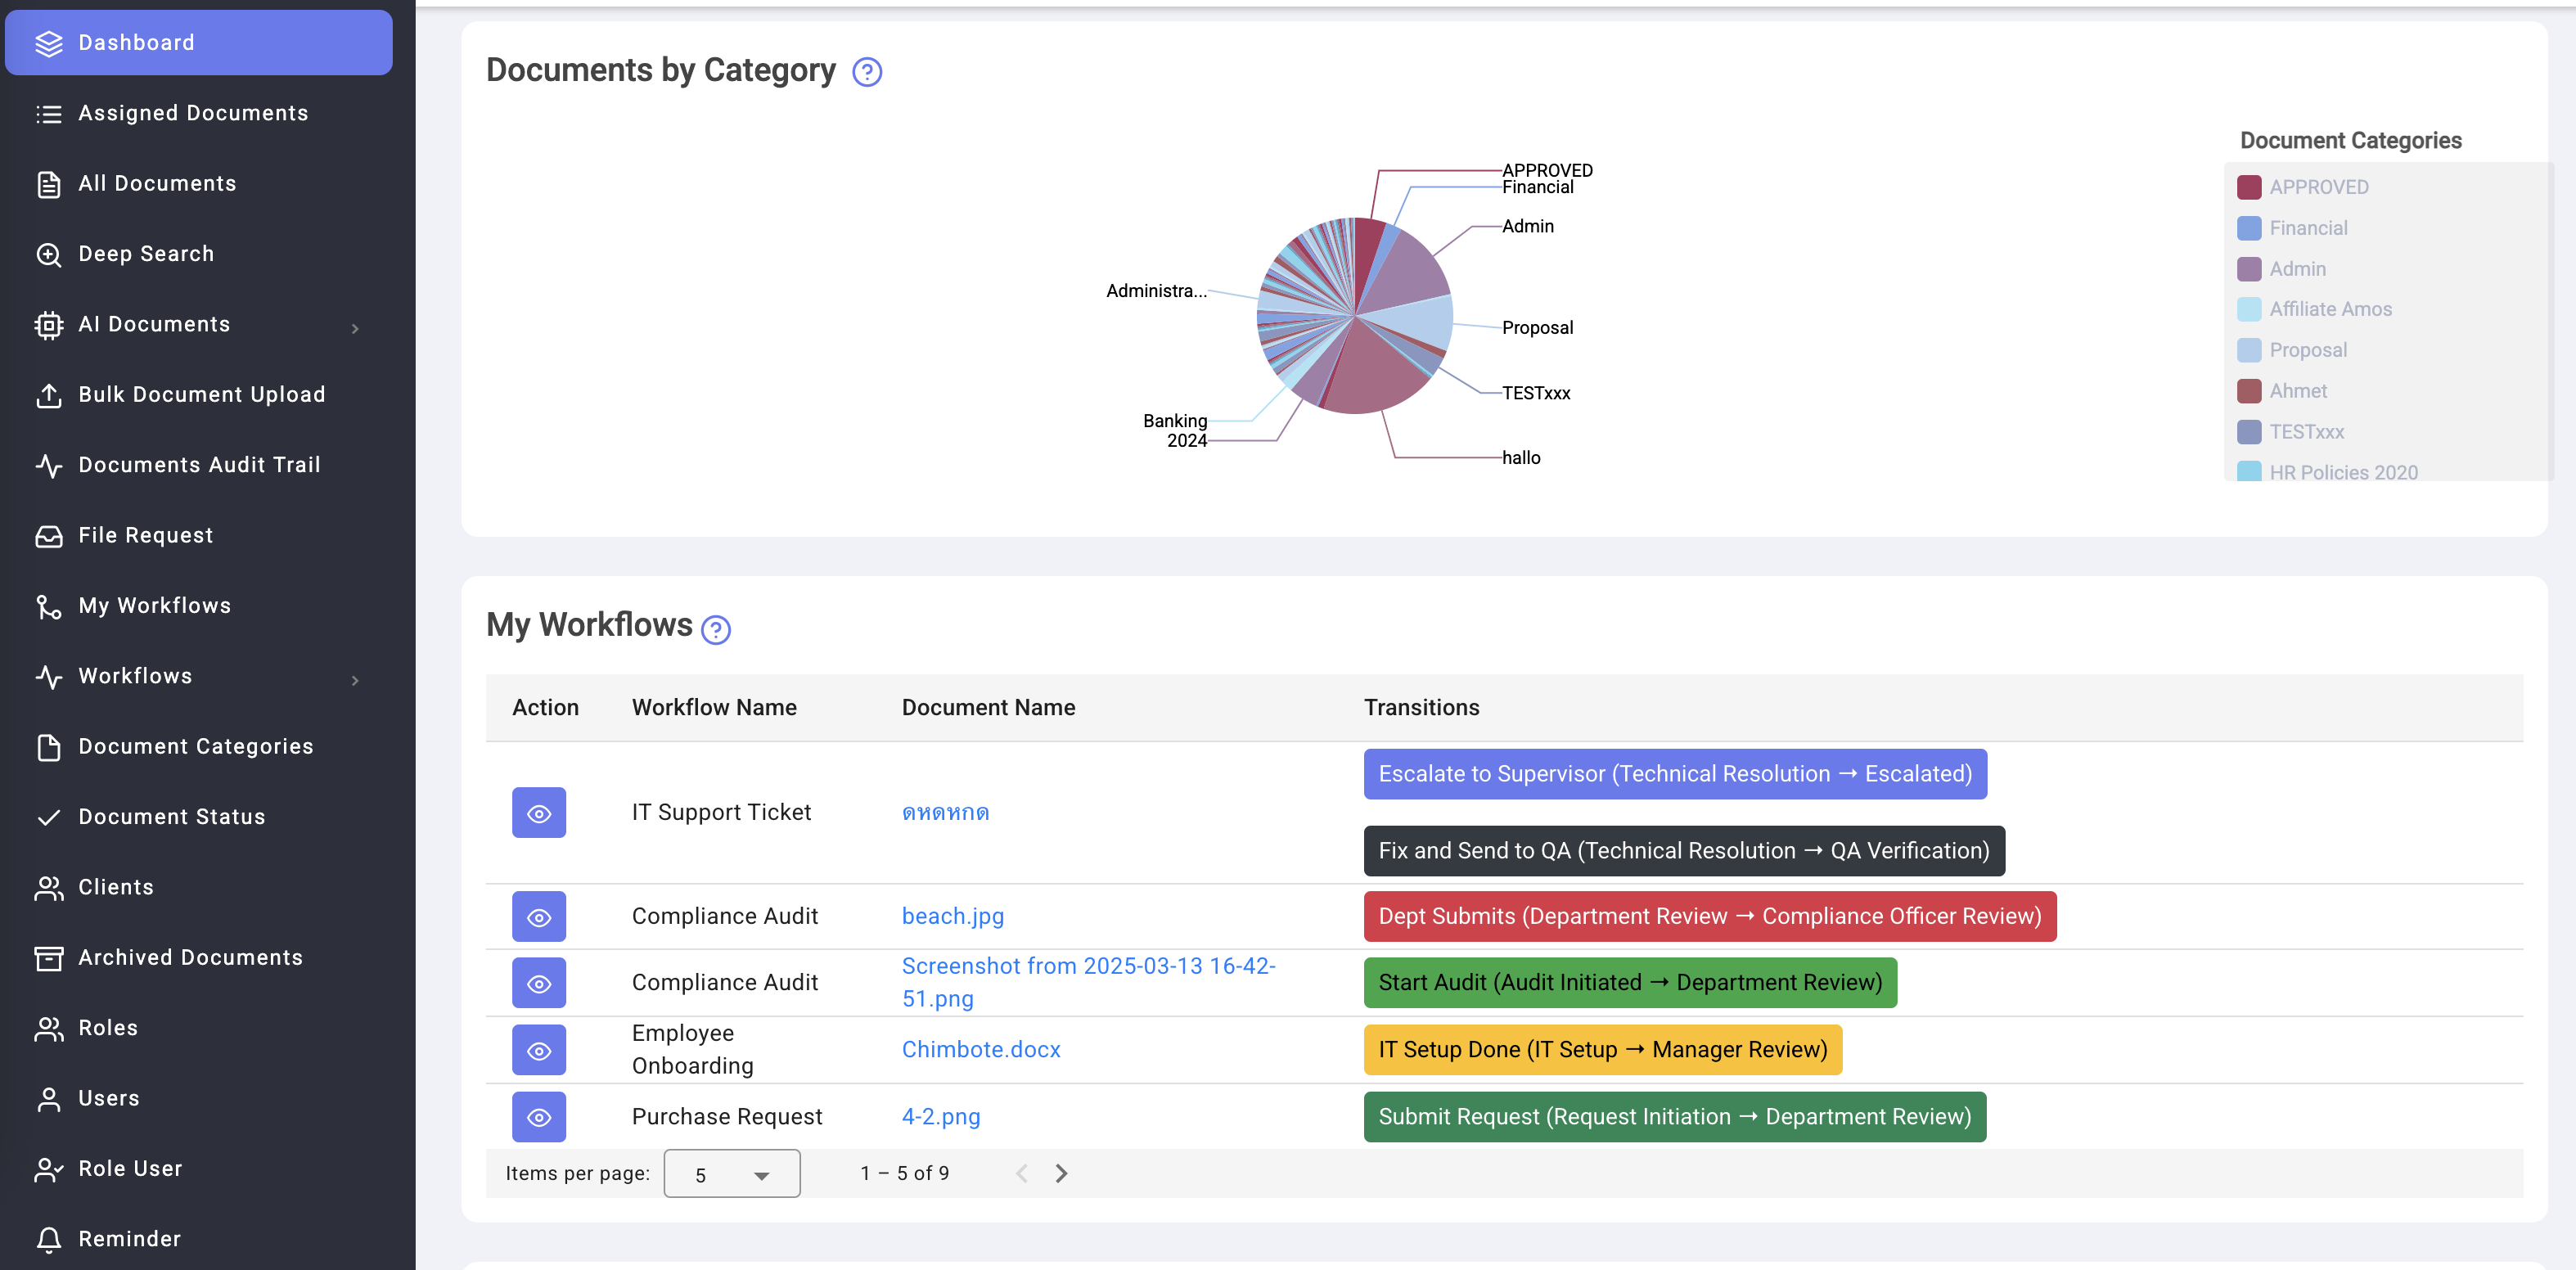 Dashboard
Assigned Documents
All Documents
Deep Search
AI Documents
Bulk Document Upload
Documents Audit Trail
File Request
My Workflows
Workflows
Document Categories
Document Status
Clients
Archived Documents
Roles
Users
Role User
Reminder
Documents by Category
APPROVED
Financial
Admin
Proposal
TESTxxx
hallo
Administra...
Banking
2024
Document Categories
APPROVED
Financial
Admin
Affiliate Amos
Proposal
Ahmet
TESTxxx
HR Policies 2020
My Workflows
Action Workflow Name Document Name Transitions
IT Support Ticket ดหดหกด
Escalate to Supervisor (Technical Resolution → Escalated)
Fix and Send to QA (Technical Resolution → QA Verification)
Compliance Audit beach.jpg Dept Submits (Department Review → Compliance Officer Review)
Compliance Audit
Screenshot from 2025-03-13 16-42-
51.png
Start Audit (Audit Initiated → Department Review)
Employee
Onboarding
Chimbote.docx IT Setup Done (IT Setup → Manager Review)
Purchase Request 4-2.png Submit Request (Request Initiation → Department Review)
Items per page: 5 1 – 5 of 9